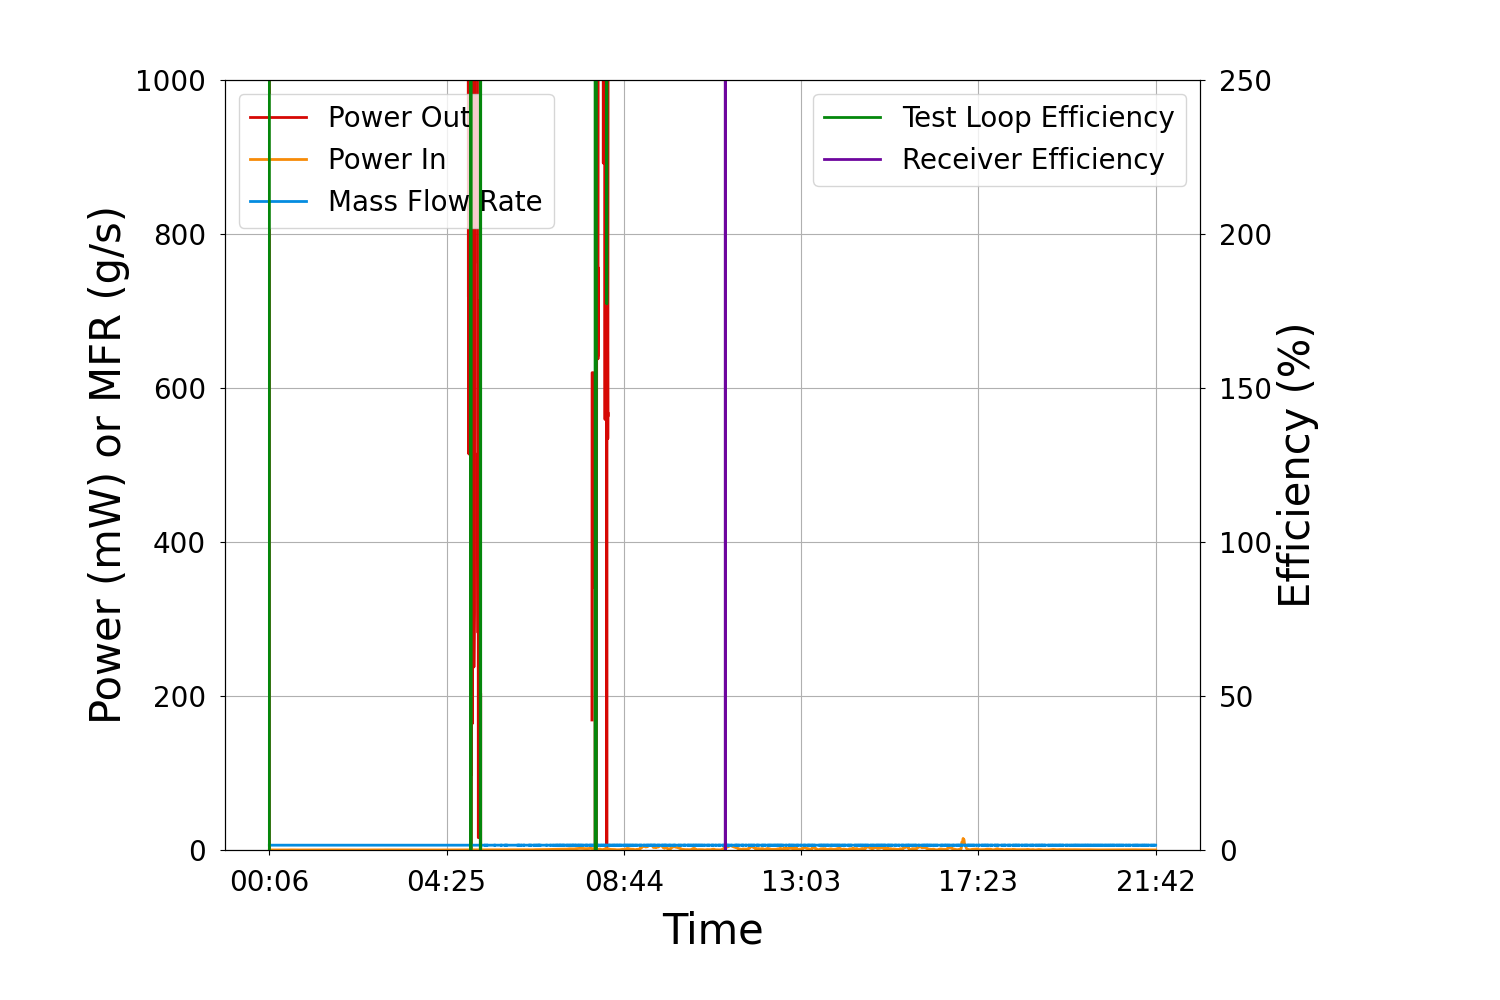 1000
800
600
400
200
0
Power (mW) or MFR (g/s)
Power Out
Power In
Mass Flow Rate
Test Loop Efficiency
Receiver Efficiency
250
200
150
100
50
0
Efficiency (%)
00:06 04:25 08:44 13:03 17:23 21:42
Time